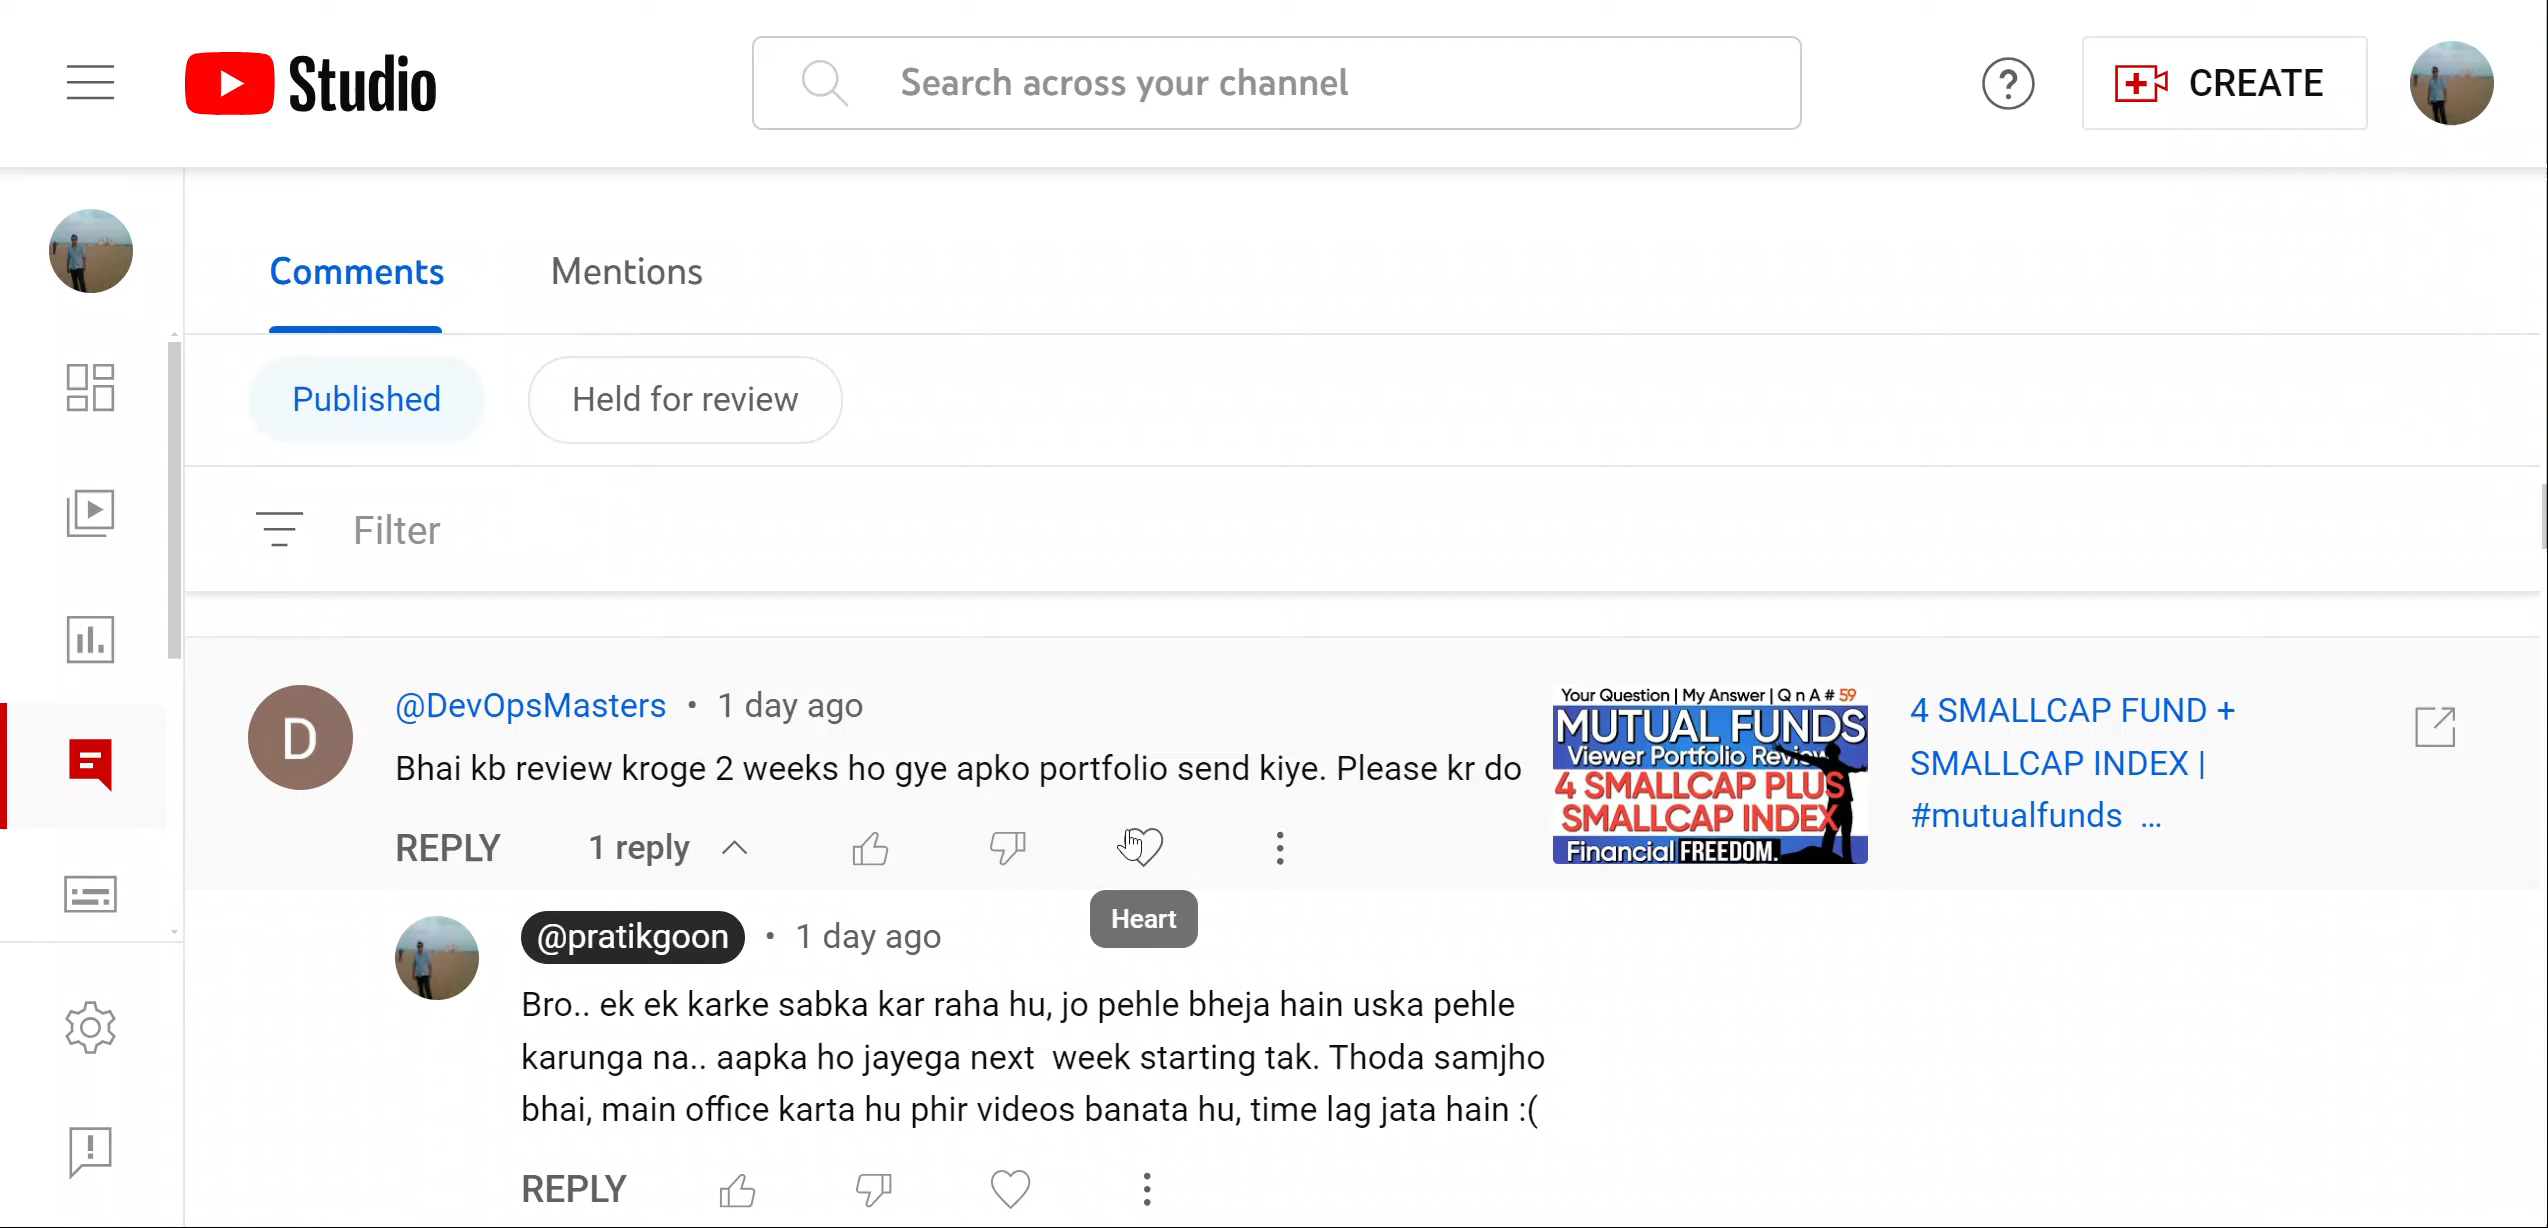 Studio
Search across your channel
CREATE
Comments
Mentions
Published
Held for review
Filter
D
@DevOpsMasters • 1 day ago
Bhai kb review kroge 2 weeks ho gye apko portfolio send kiye. Please kr do
REPLY
1 reply
Heart
Your Question | My Answer | Q n A # 59
MUTUAL FUNDS
Viewer Portfolio Review
4 SMALLCAP PLUS
SMALLCAP INDEX
Financial FREEDOM.
4 SMALLCAP FUND +
SMALLCAP INDEX |
#mutualfunds ...
@pratikgoon • 1 day ago
Bro.. ek ek karke sabka kar raha hu, jo pehle bheja hain uska pehle
karunga na.. aapka ho jayega next week starting tak. Thoda samjho
bhai, main office karta hu phir videos banata hu, time lag jata hain :(
REPLY